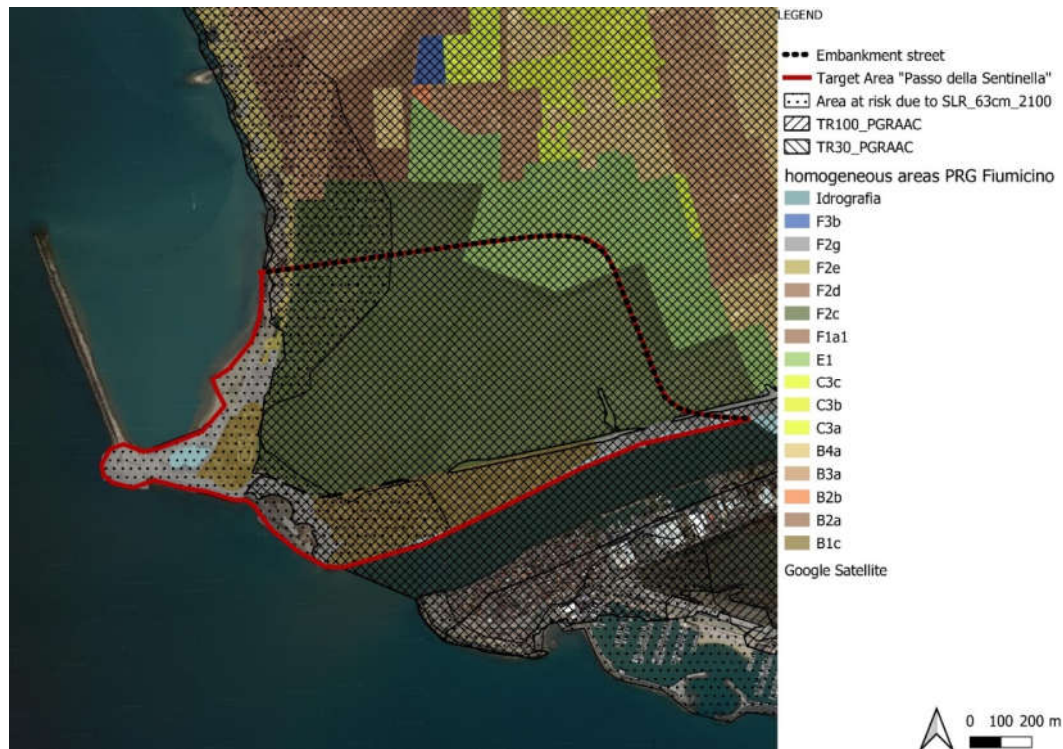 LEGEND
Embankment street
Target Area "Passo della Sentinella"
Area at risk due to SLR_63cm_2100
TR100_PGRAAC
TR30_PGRAAC
homogeneous areas PRG Fiumicino
Idrografia
F3b
F2g
F2e
F2d
F2c
F1a1
E1
C3c
C3b
C3a
B4a
B3a
B2b
B2a
B1c
Google Satellite
0 100 200 m